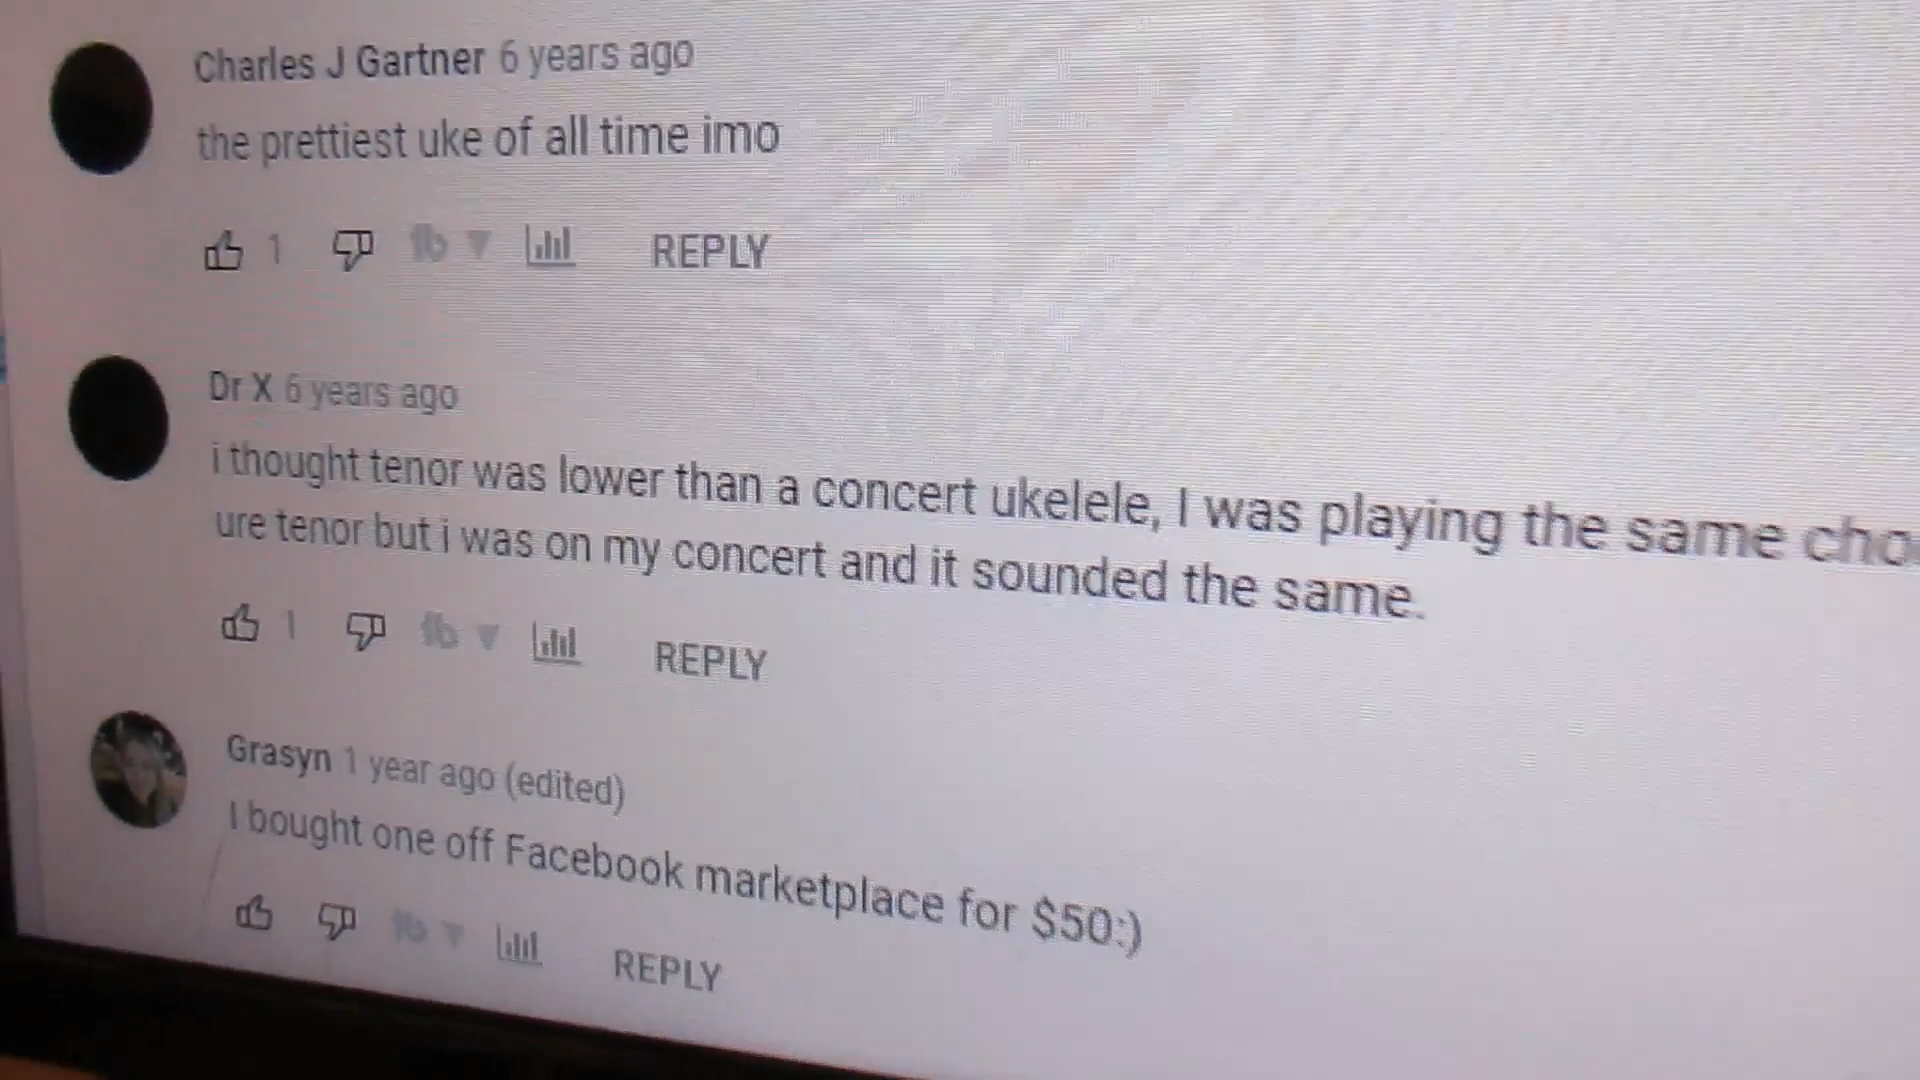 Charles J Gartner 6 years ago
the prettiest uke of all time imo
1 REPLY
Dr X 6 years ago
i thought tenor was lower than a concert ukelele, I was playing the same cho
ure tenor but i was on my concert and it sounded the same.
1 REPLY
Grasyn 1 year ago (edited)
I bought one off Facebook marketplace for $50:)
REPLY